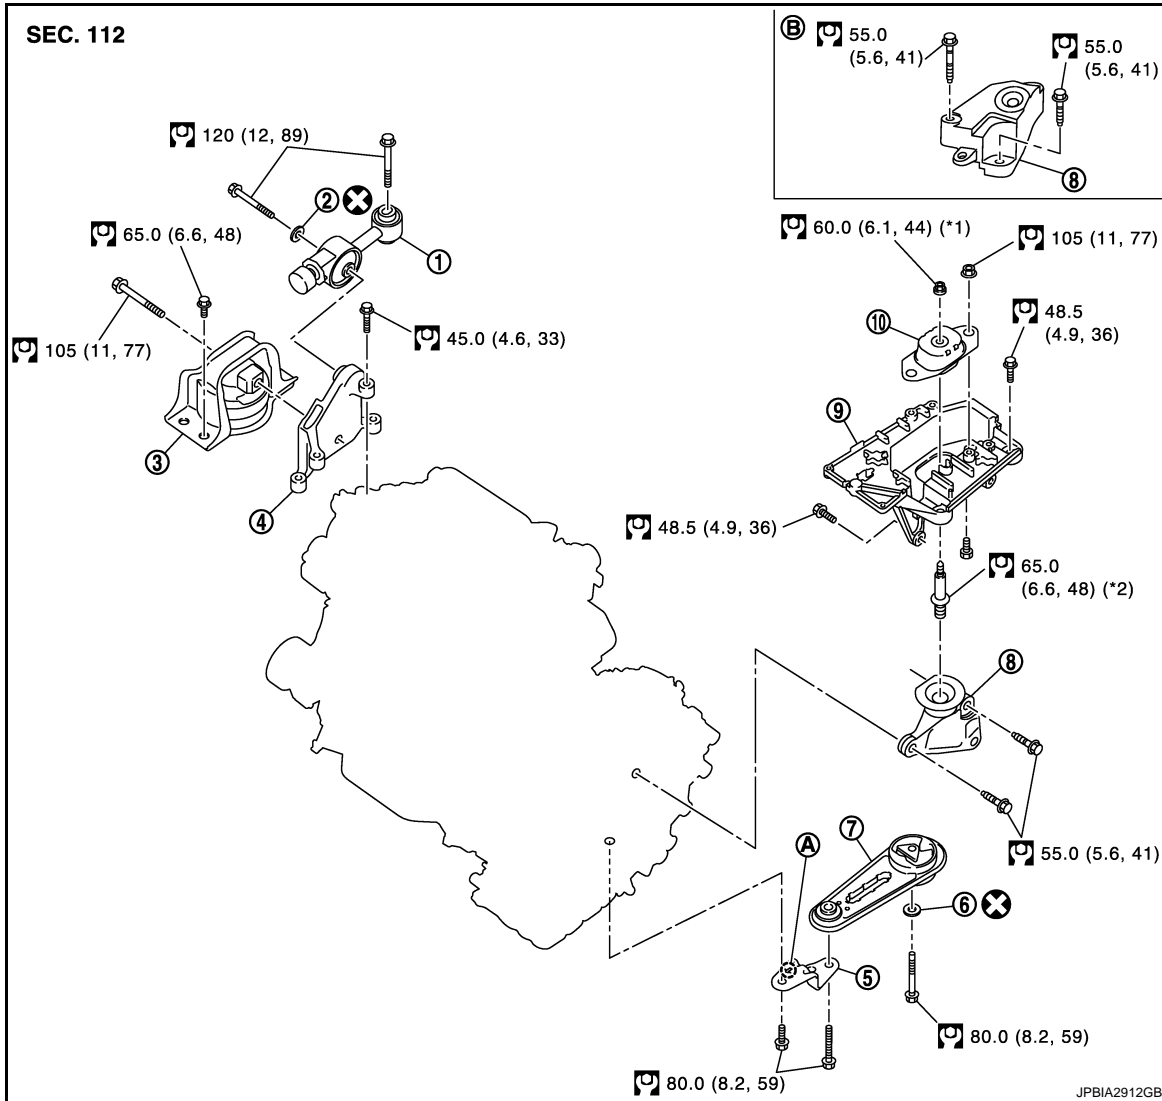 SEC. 112
B
55.0
(5.6, 41)
55.0
(5.6, 41)
8
120 (12, 89)
2
65.0 (6.6, 48)
1
105 (11, 77)
45.0 (4.6, 33)
3
4
60.0 (6.1, 44) (*1)
105 (11, 77)
10
48.5
(4.9, 36)
9
48.5 (4.9, 36)
65.0
(6.6, 48) (*2)
8
55.0 (5.6, 41)
7
A
6
5
80.0 (8.2, 59)
80.0 (8.2, 59)
JPBIA2912GB